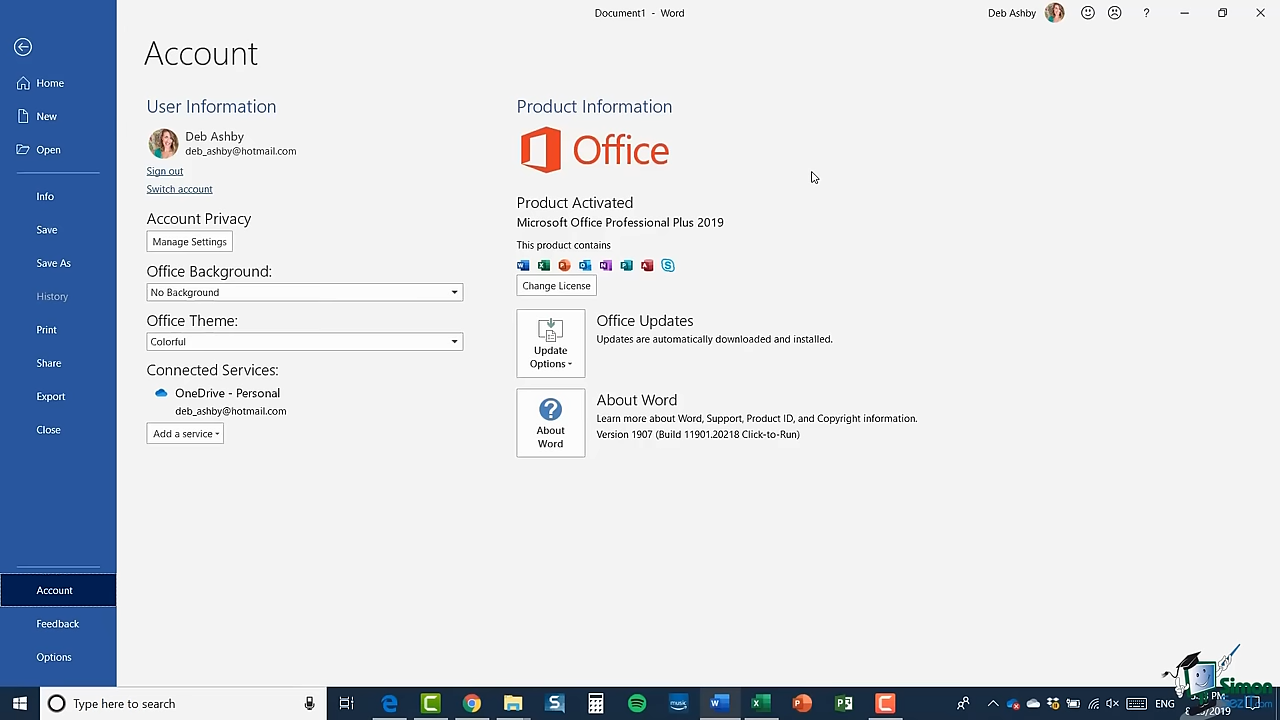 Document1 - Word
Deb Ashby
?
Account
Home
New
Open
Info
Save
Save As
History
Print
Share
Export
Close
Account
Feedback
Options
User Information
Deb Ashby
deb_ashby@hotmail.com
Sign out
Switch account
Account Privacy
Manage Settings
Office Background:
No Background
Office Theme:
Colorful
Connected Services:
OneDrive - Personal
deb_ashby@hotmail.com
Add a service
Product Information
Office
Product Activated
Microsoft Office Professional Plus 2019
This product contains
Change License
Update
Options
Office Updates
Updates are automatically downloaded and installed.
About
Word
About Word
Learn more about Word, Support, Product ID, and Copyright information.
Version 1907 (Build 11901.20218 Click-to-Run)
Type here to search
music
ENG
Simon